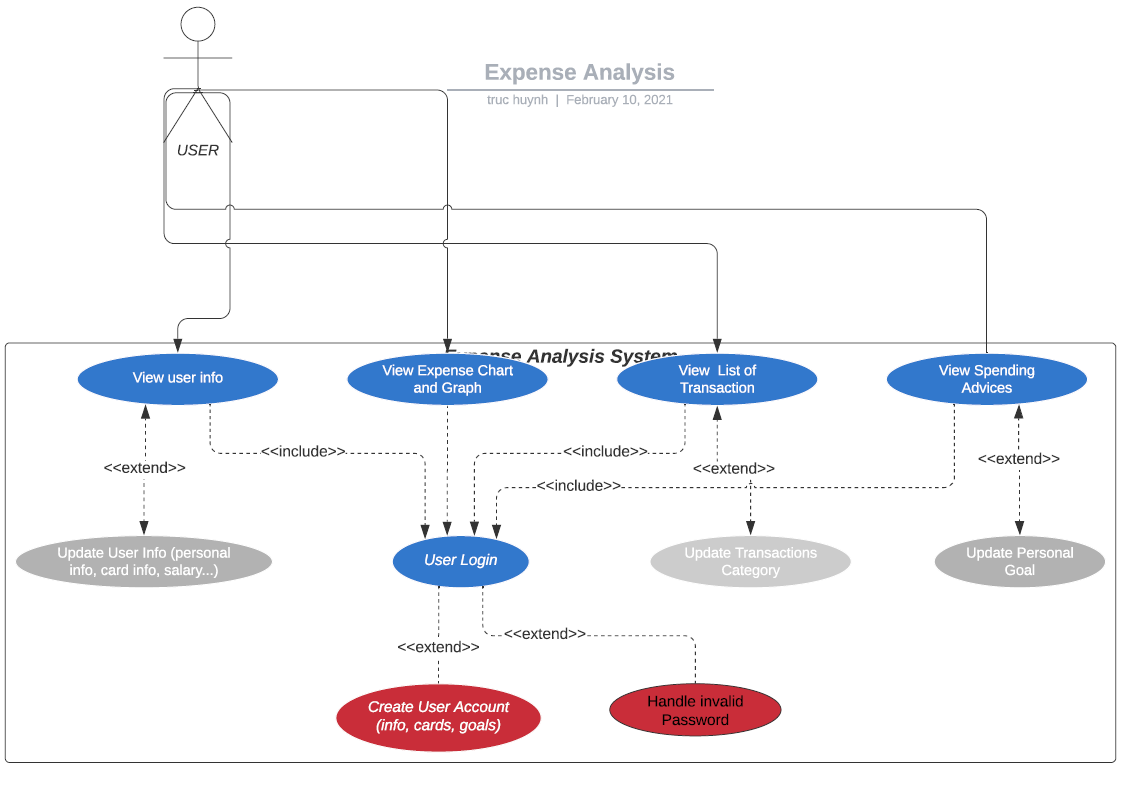 Expense Analysis
truc huynh | February 10, 2021
USER
Expense Analysis System
View user info
View Expense Chart
and Graph
View List of
Transaction
View Spending
Advices
<<include>>
<<include>>
<<extend>>
<<extend>>
<<extend>>
<<include>>
Update User Info (personal
info, card info, salary...)
User Login
Update Transactions
Category
Update Personal
Goal
<<extend>>
<<extend>>
Create User Account
(info, cards, goals)
Handle invalid
Password